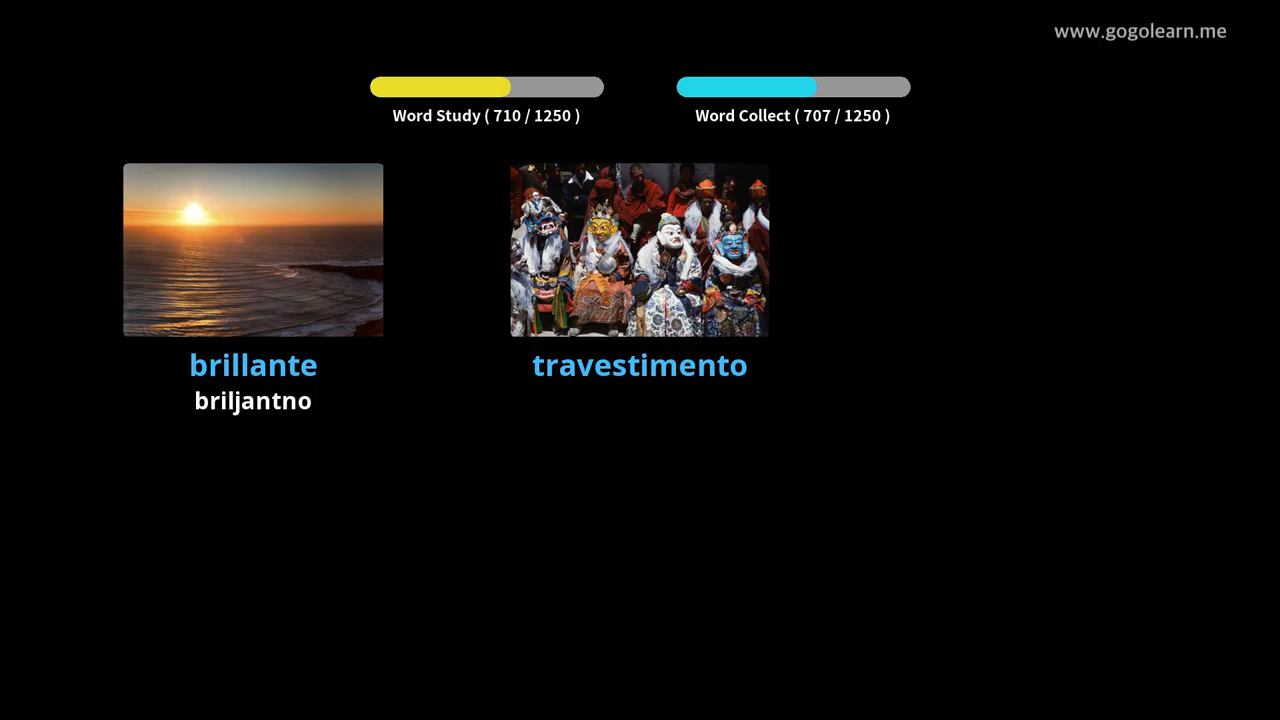 www.gogolearn.me
Word Study ( 710 / 1250 )
Word Collect ( 707 / 1250 )
brillante
briljantno
travestimento